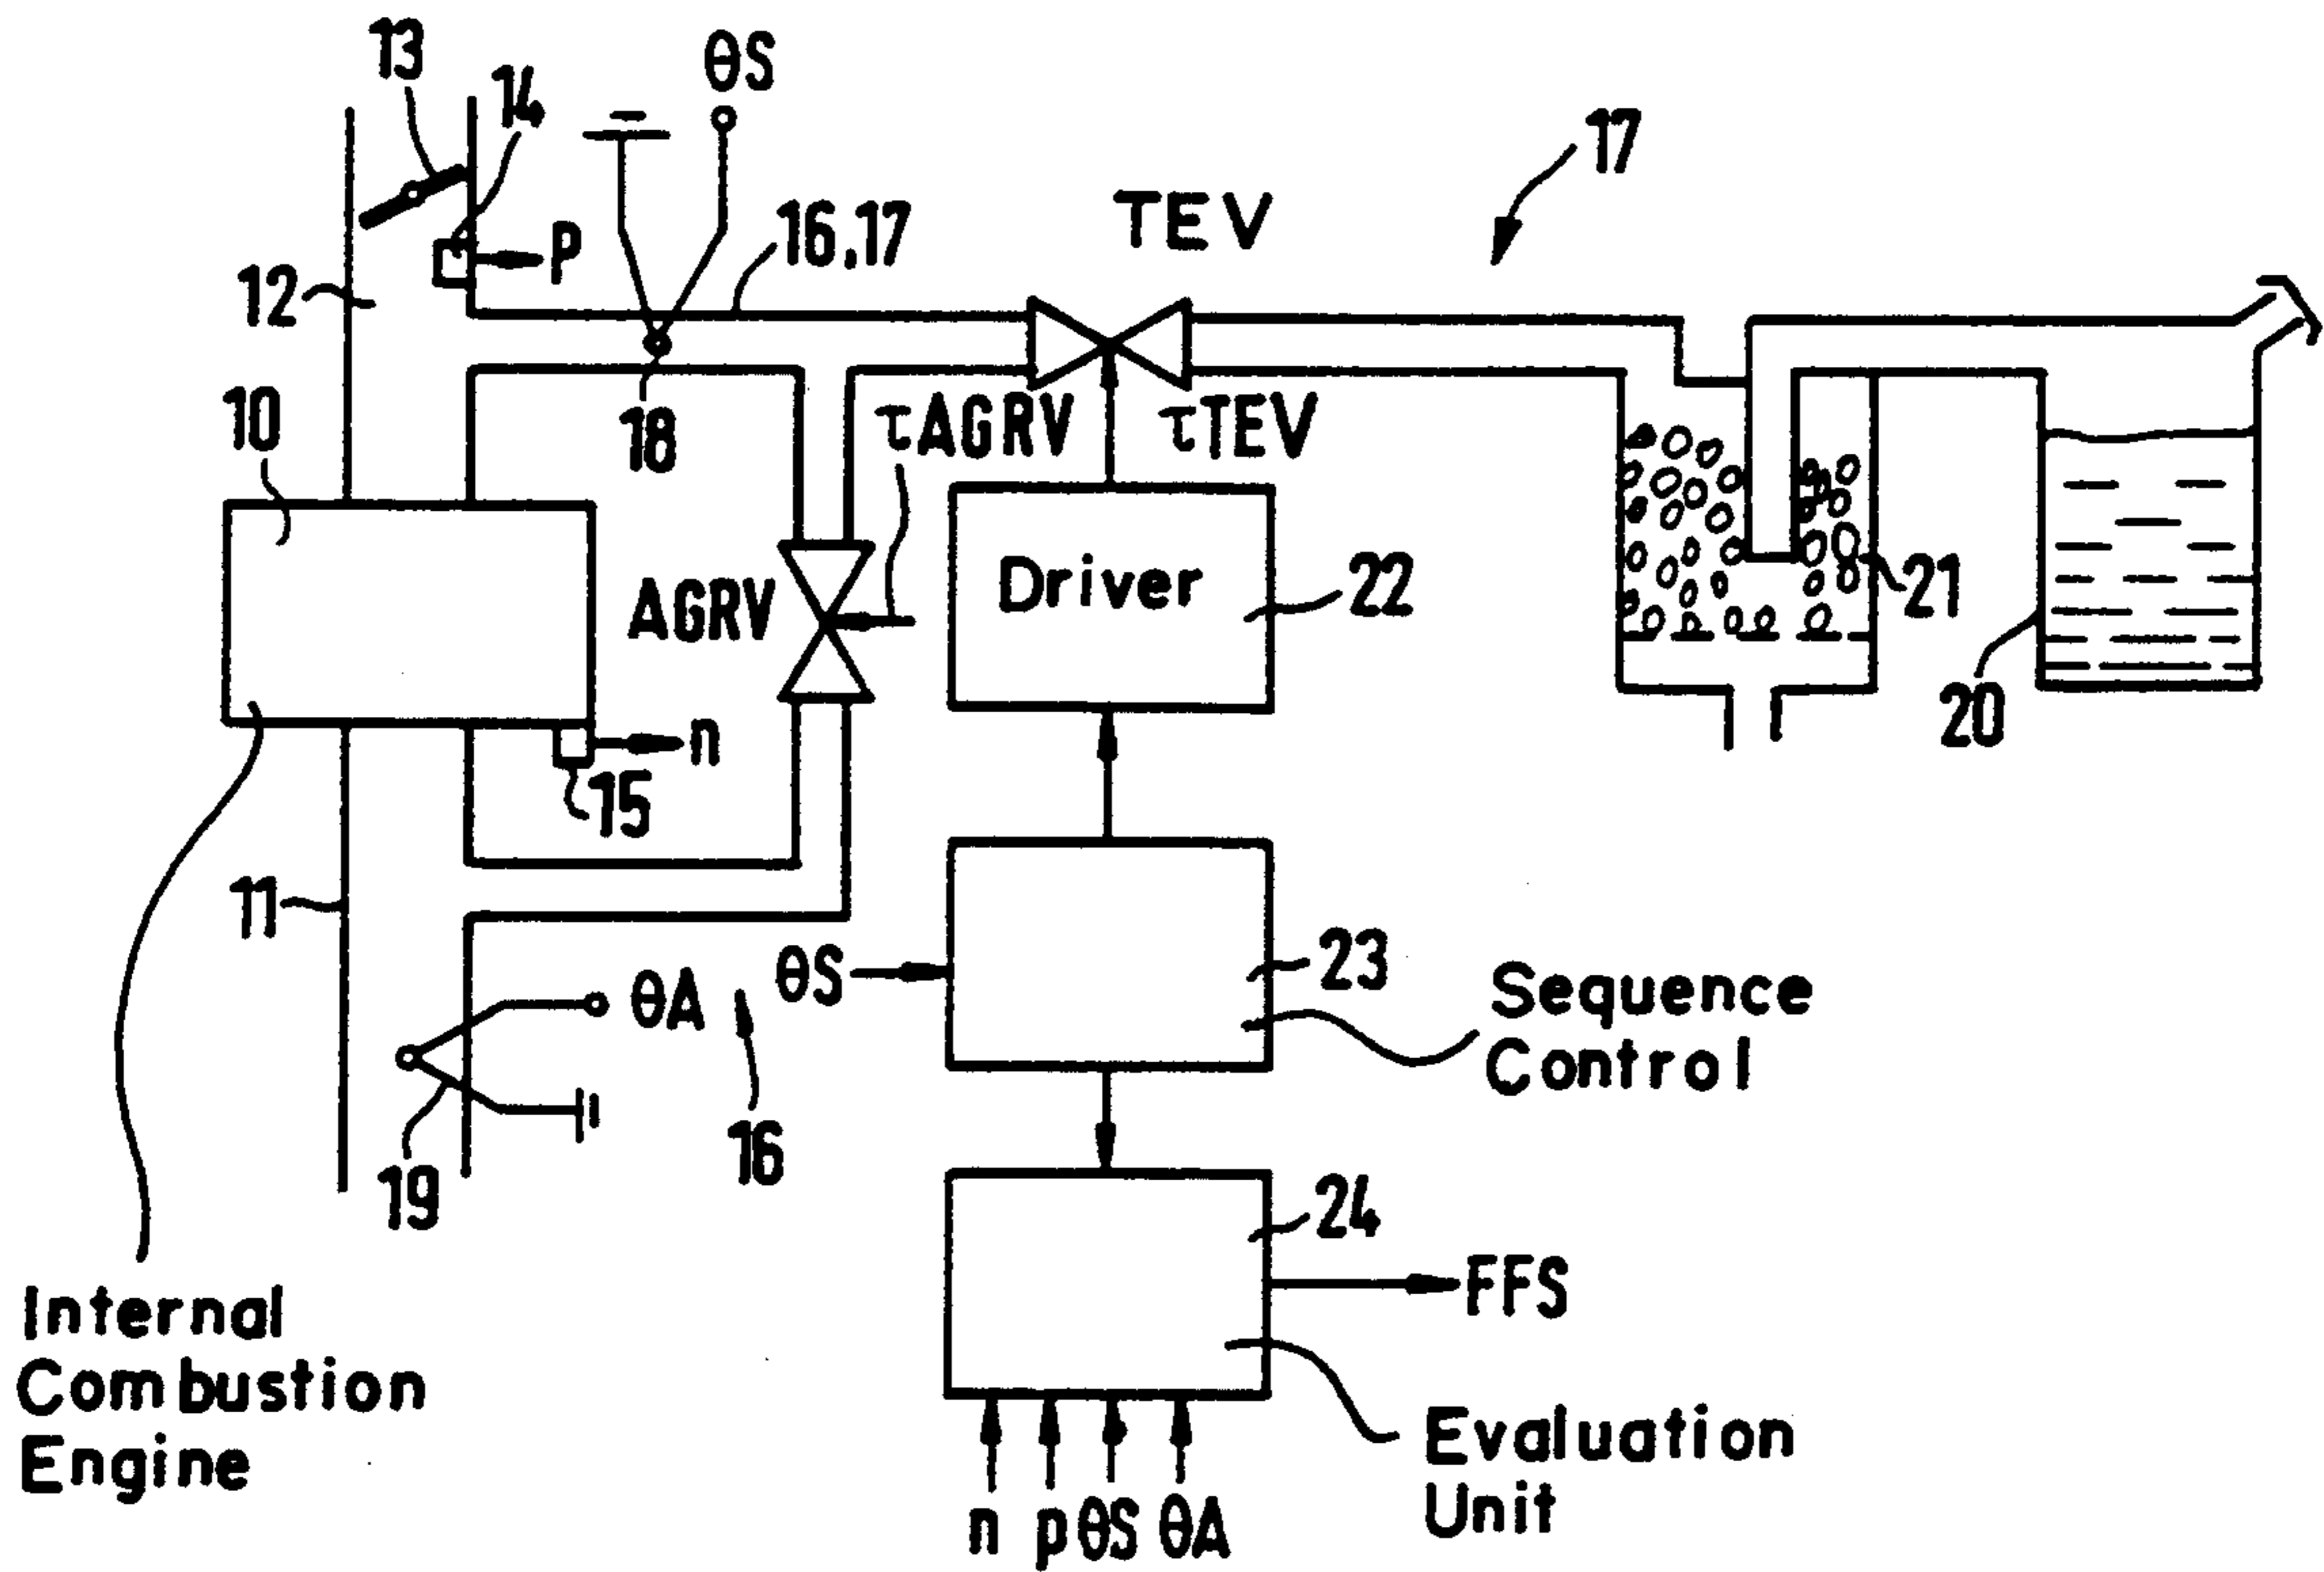 13
14
θS
17
P
16,17
TEV
12
10
18
τAGRV
τTEV
AGRV
Driver
22
21
20
n
15
11
θS
23
θA
Sequence
Control
16
19
24
FFS
Internal
Combustion
Engine
Evaluation
Unit
n p θS θA